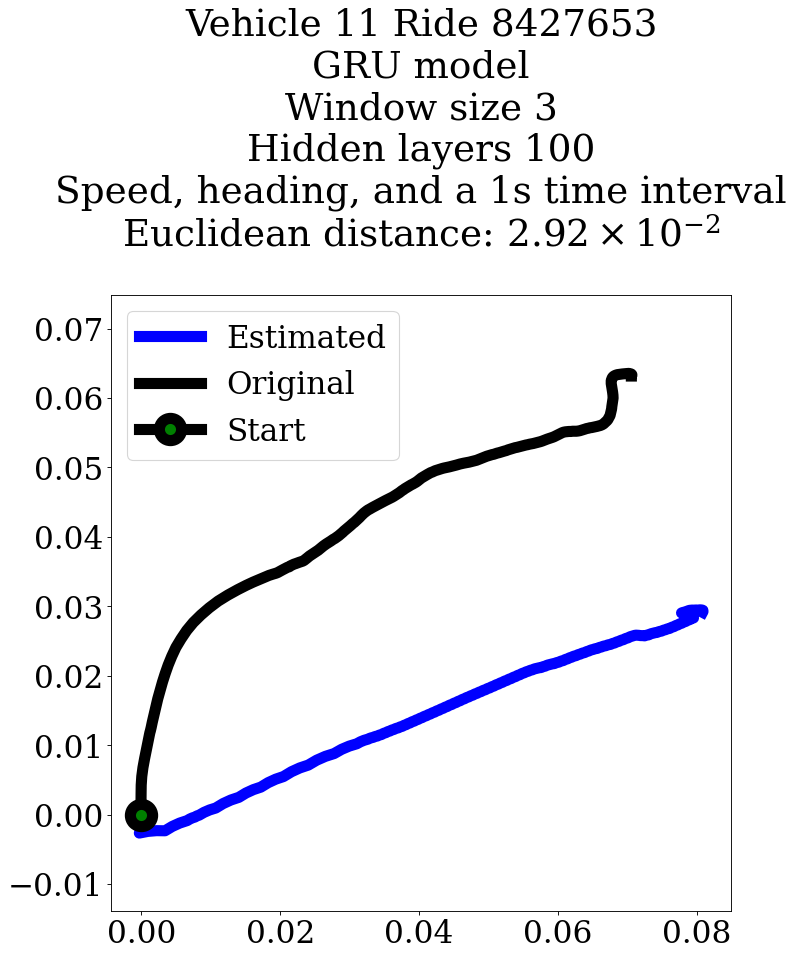 Vehicle 11 Ride 8427653
GRU model
Window size 3
Hidden layers 100
Speed, heading, and a 1s time interval
Euclidean distance: 2.92 × 10⁻²
Estimated
Original
Start
0.07
0.06
0.05
0.04
0.03
0.02
0.01
0.00
−0.01
0.00 0.02 0.04 0.06 0.08